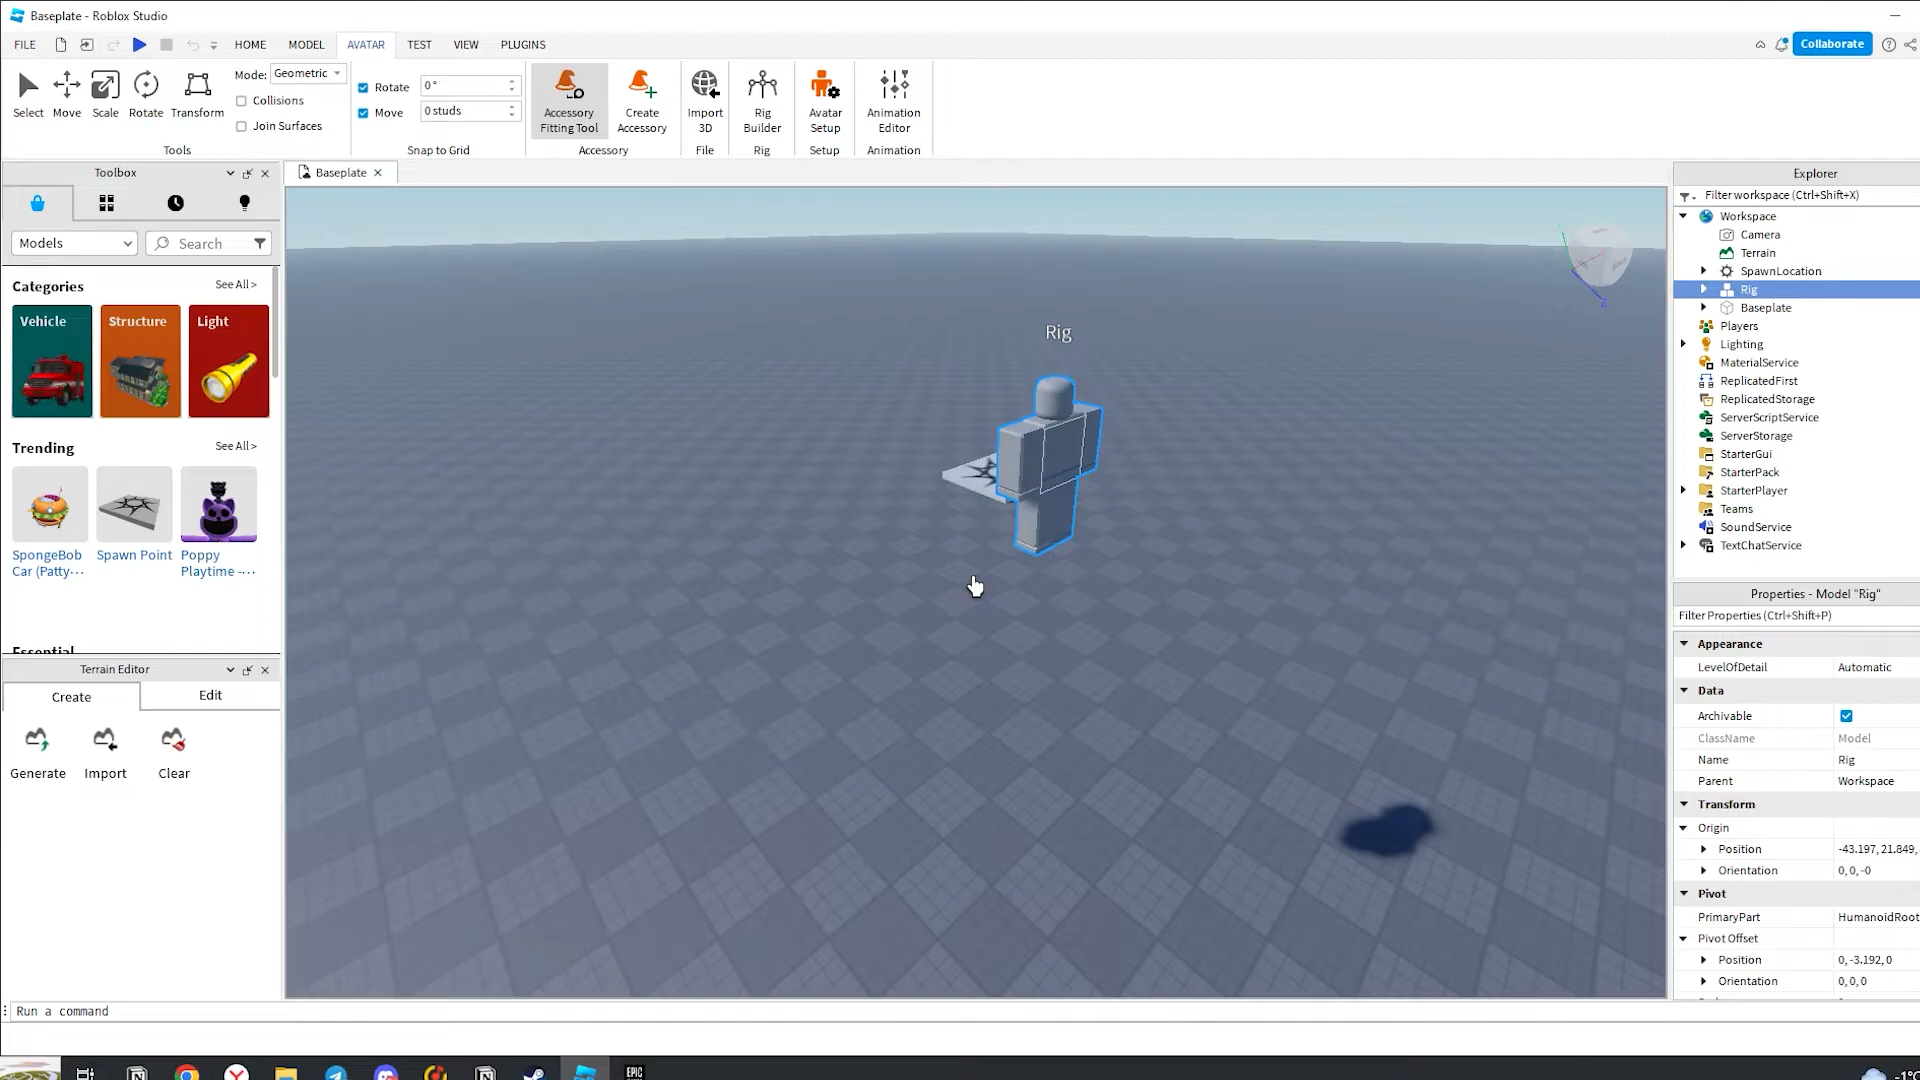 Baseplate - Roblox Studio
FILE
HOME
MODEL
AVATAR
TEST
VIEW
PLUGINS
Collaborate
Select
Move
Scale
Rotate
Transform
Mode:
Geometric
Collisions
Join Surfaces
Tools
Rotate
0°
Move
0 studs
Snap to Grid
Accessory
Fitting Tool
Create
Accessory
Accessory
Import
3D
File
Rig
Builder
Rig
Avatar
Setup
Setup
Animation
Editor
Animation
Toolbox
Models
Search
Categories
See All >
Vehicle
Structure
Light
Trending
See All >
SpongeBob
Car (Patty···
Spawn Point
Poppy
Playtime -···
Essential
Terrain Editor
Create
Edit
Generate
Import
Clear
Baseplate
Rig
Explorer
Filter workspace (Ctrl+Shift+X)
Workspace
Camera
Terrain
SpawnLocation
Rig
Baseplate
Players
Lighting
MaterialService
ReplicatedFirst
ReplicatedStorage
ServerScriptService
ServerStorage
StarterGui
StarterPack
StarterPlayer
Teams
SoundService
TextChatService
Properties - Model "Rig"
Filter Properties (Ctrl+Shift+P)
Appearance
LevelOfDetail Automatic
Data
Archivable
ClassName Model
Name Rig
Parent Workspace
Transform
Origin
Position -43.197, 21.849,
Orientation 0, 0, -0
Pivot
PrimaryPart HumanoidRoot
Pivot Offset
Position 0, -3.192, 0
Orientation 0, 0, 0
Run a command
EPIC
-1°C